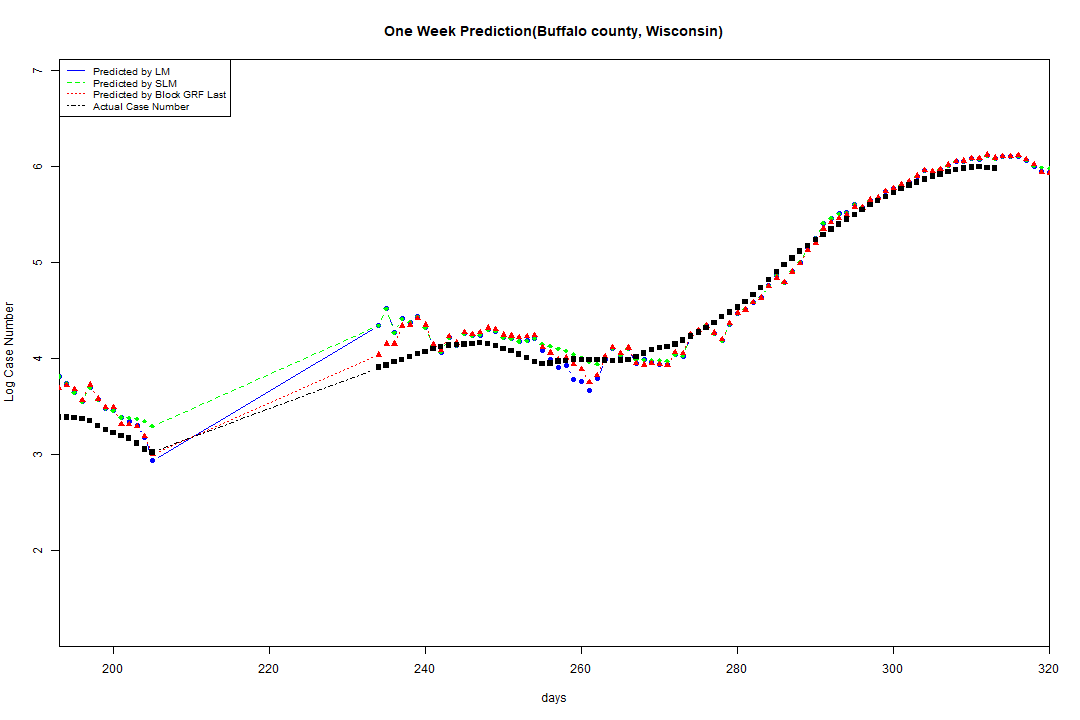 One Week Prediction(Buffalo county, Wisconsin)
Predicted by LM
Predicted by SLM
Predicted by Block GRF Last
Actual Case Number
7
6
5
4
3
2
Log Case Number
200 220 240 260 280 300 320
days